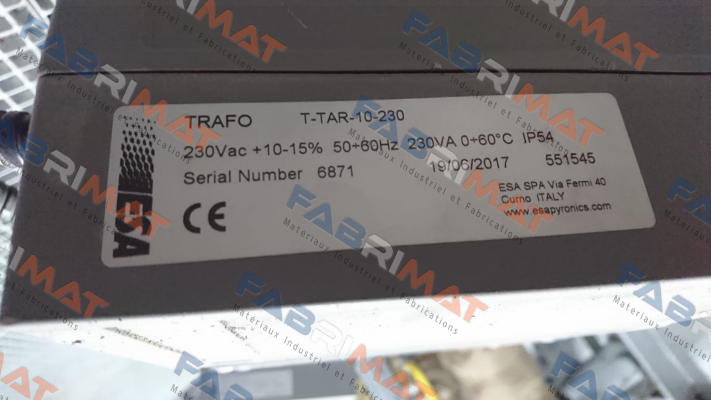 TRAFO T-TAR-10-230
230Vac +10-15% 50÷60Hz 230VA 0÷60°C IP54
Serial Number 6871 19/06/2017 551545
ESA SPA Via Fermi 40
Curno ITALY
www.esapyronics.com
CE
ESA
FABRIMAT
Matériaux Industriel et Fabrications